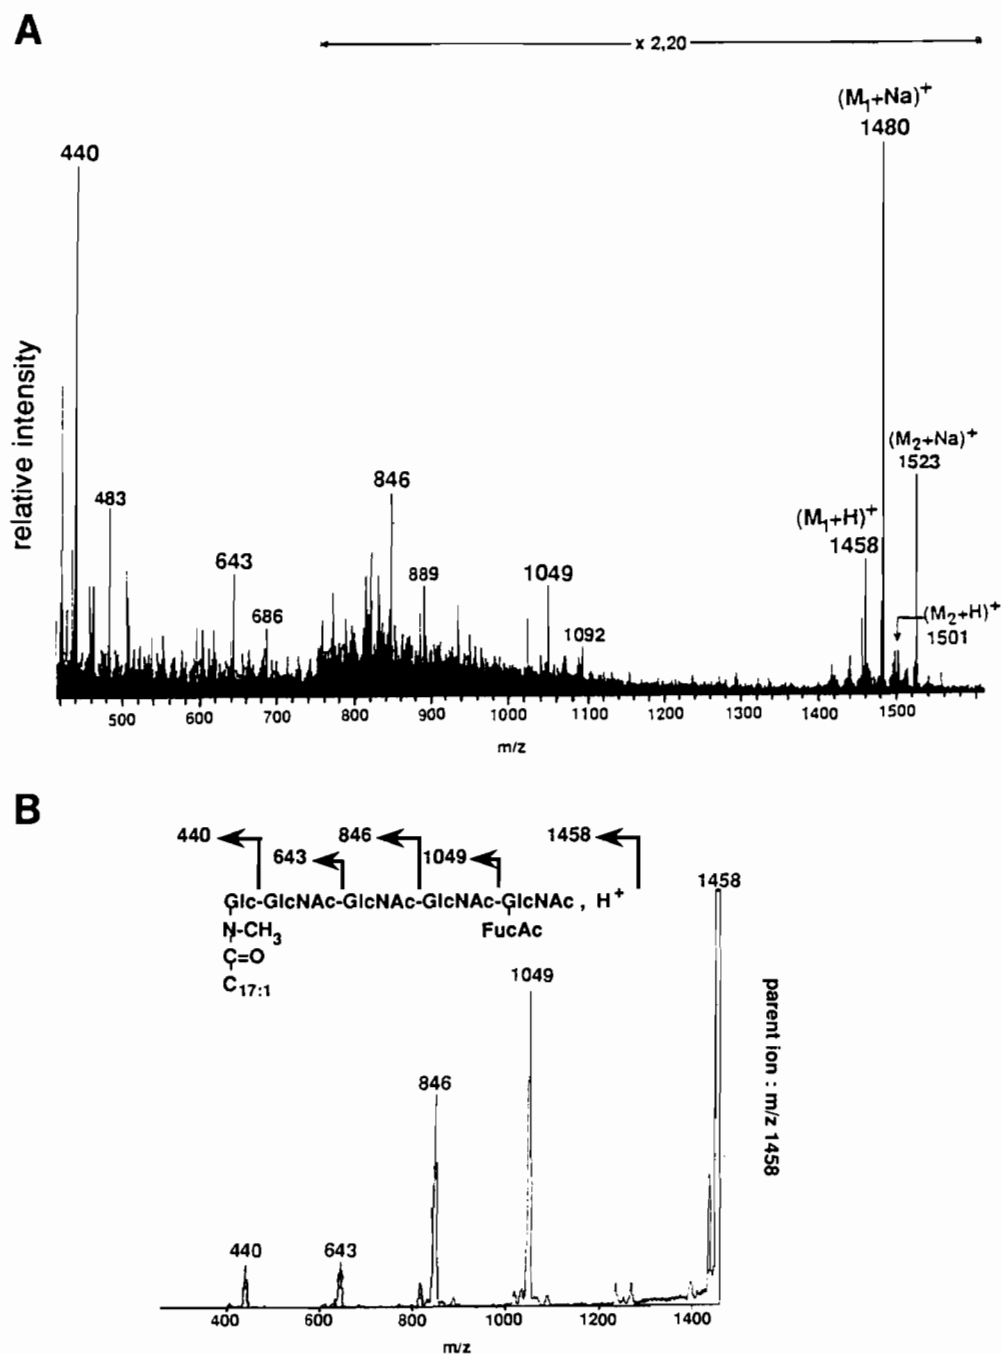 A
x 2,20
(M1+Na)+
1480
440
(M2+Na)+
1523
483
846
(M1+H)+
1458
643
889
1049
686
1092
(M2+H)+
1501
relative intensity
500 600 700 800 900 1000 1100 1200 1300 1400 1500
m/z
B
440 846 1458
643 1049
Glc-GlcNAc-GlcNAc-GlcNAc-GlcNAc , H+
N-CH3 FucAc
C=O
C17:1
1458
1049
846
440 643
parent ion : m/z 1458
400 600 800 1000 1200 1400
m/z